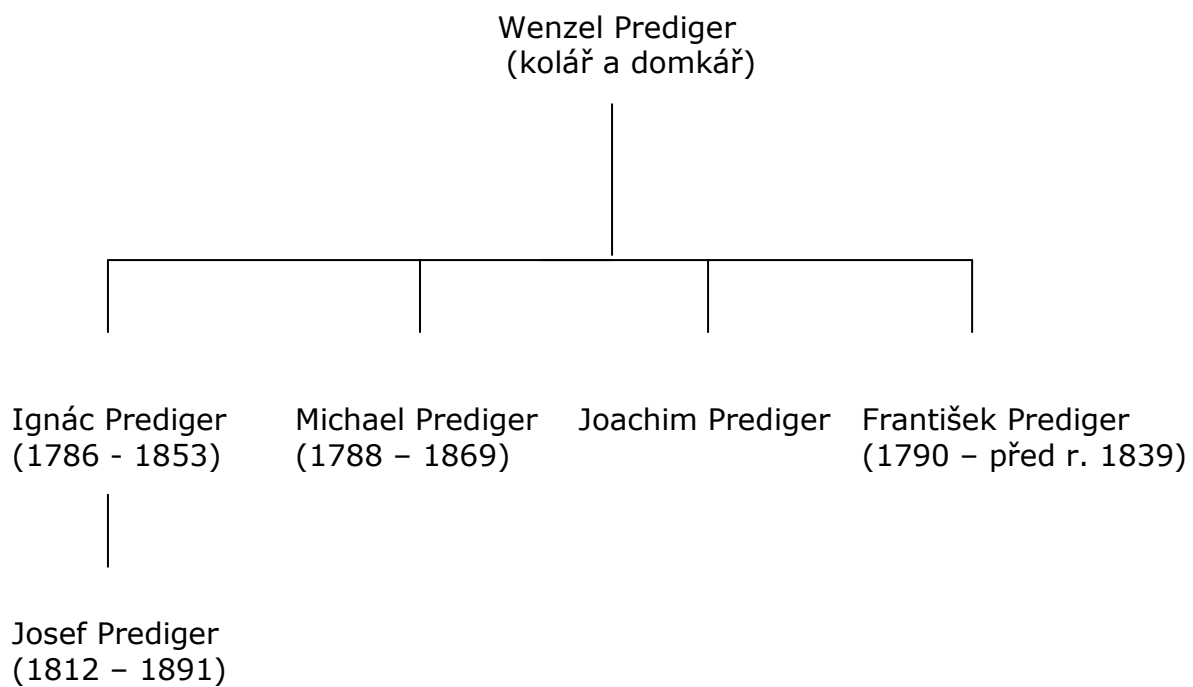 Wenzel Prediger
(kolář a domkář)
Ignác Prediger
(1786 - 1853)
Michael Prediger
(1788 – 1869)
Joachim Prediger
František Prediger
(1790 – před r. 1839)
Josef Prediger
(1812 – 1891)